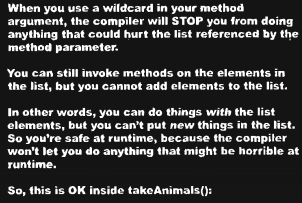 When you use a wildcard in your method
argument, the compiler will STOP you from doing
anything that could hurt the list referenced by the
method parameter.
You can still invoke methods on the elements in
the list, but you cannot add elements to the list.
In other words, you can do things with the list
elements, but you can't put new things in the list.
So you're safe at runtime, because the compiler
won't let you do anything that might be horrible at
runtime.
So, this is OK inside takeAnimals():